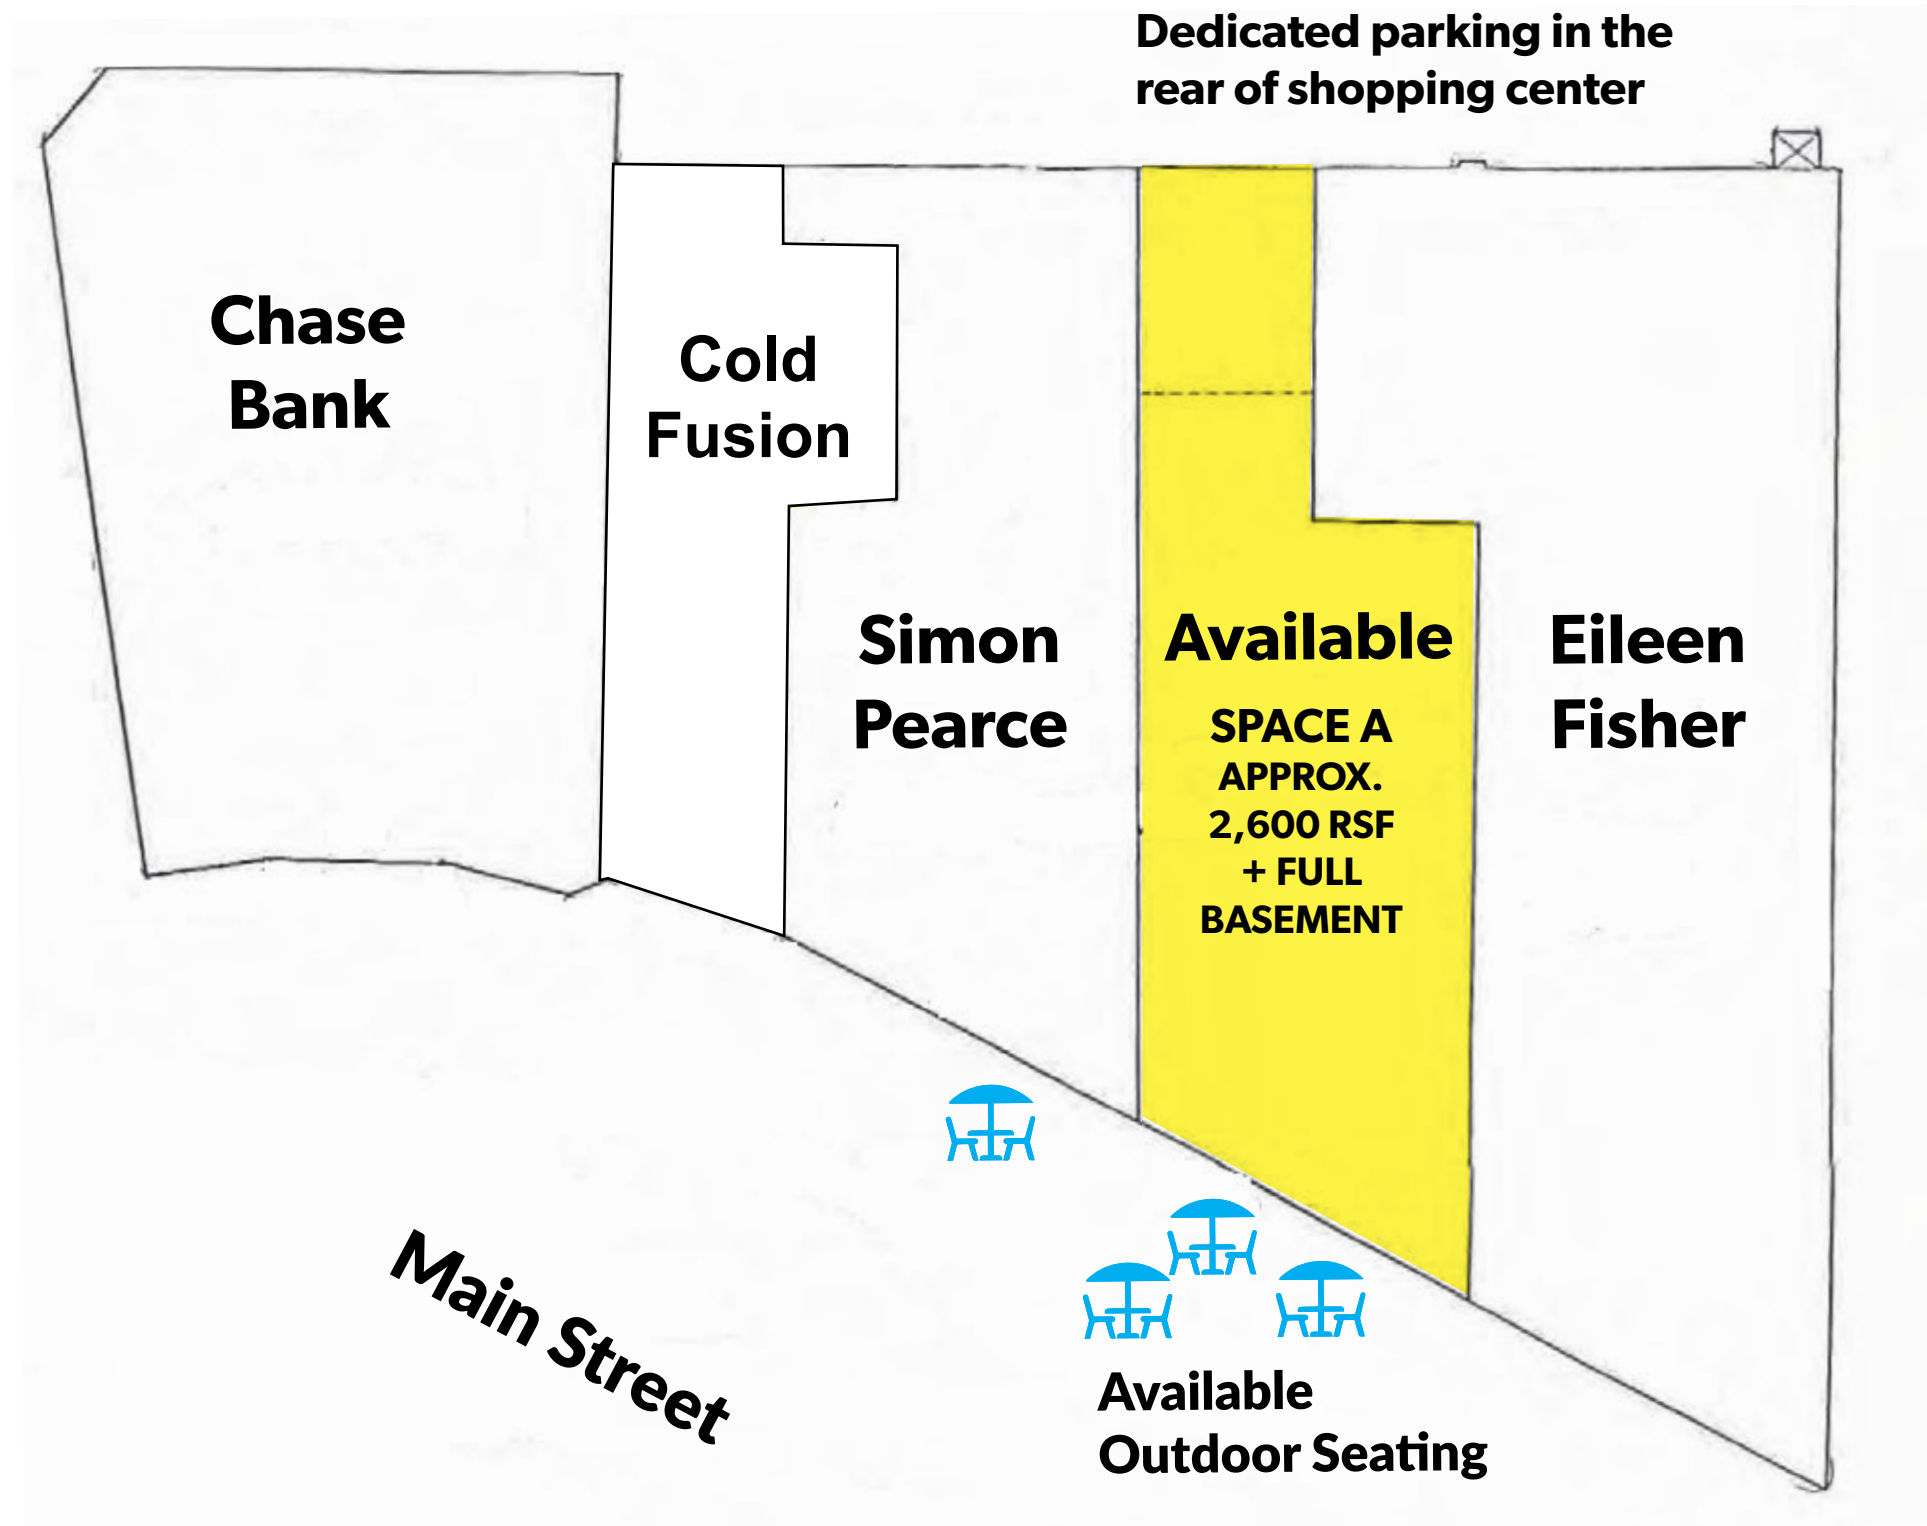 Dedicated parking in the
rear of shopping center
Chase
Bank
Cold
Fusion
Simon
Pearce
Available
SPACE A
APPROX.
2,600 RSF
+ FULL
BASEMENT
Eileen
Fisher
Main Street
Available
Outdoor Seating